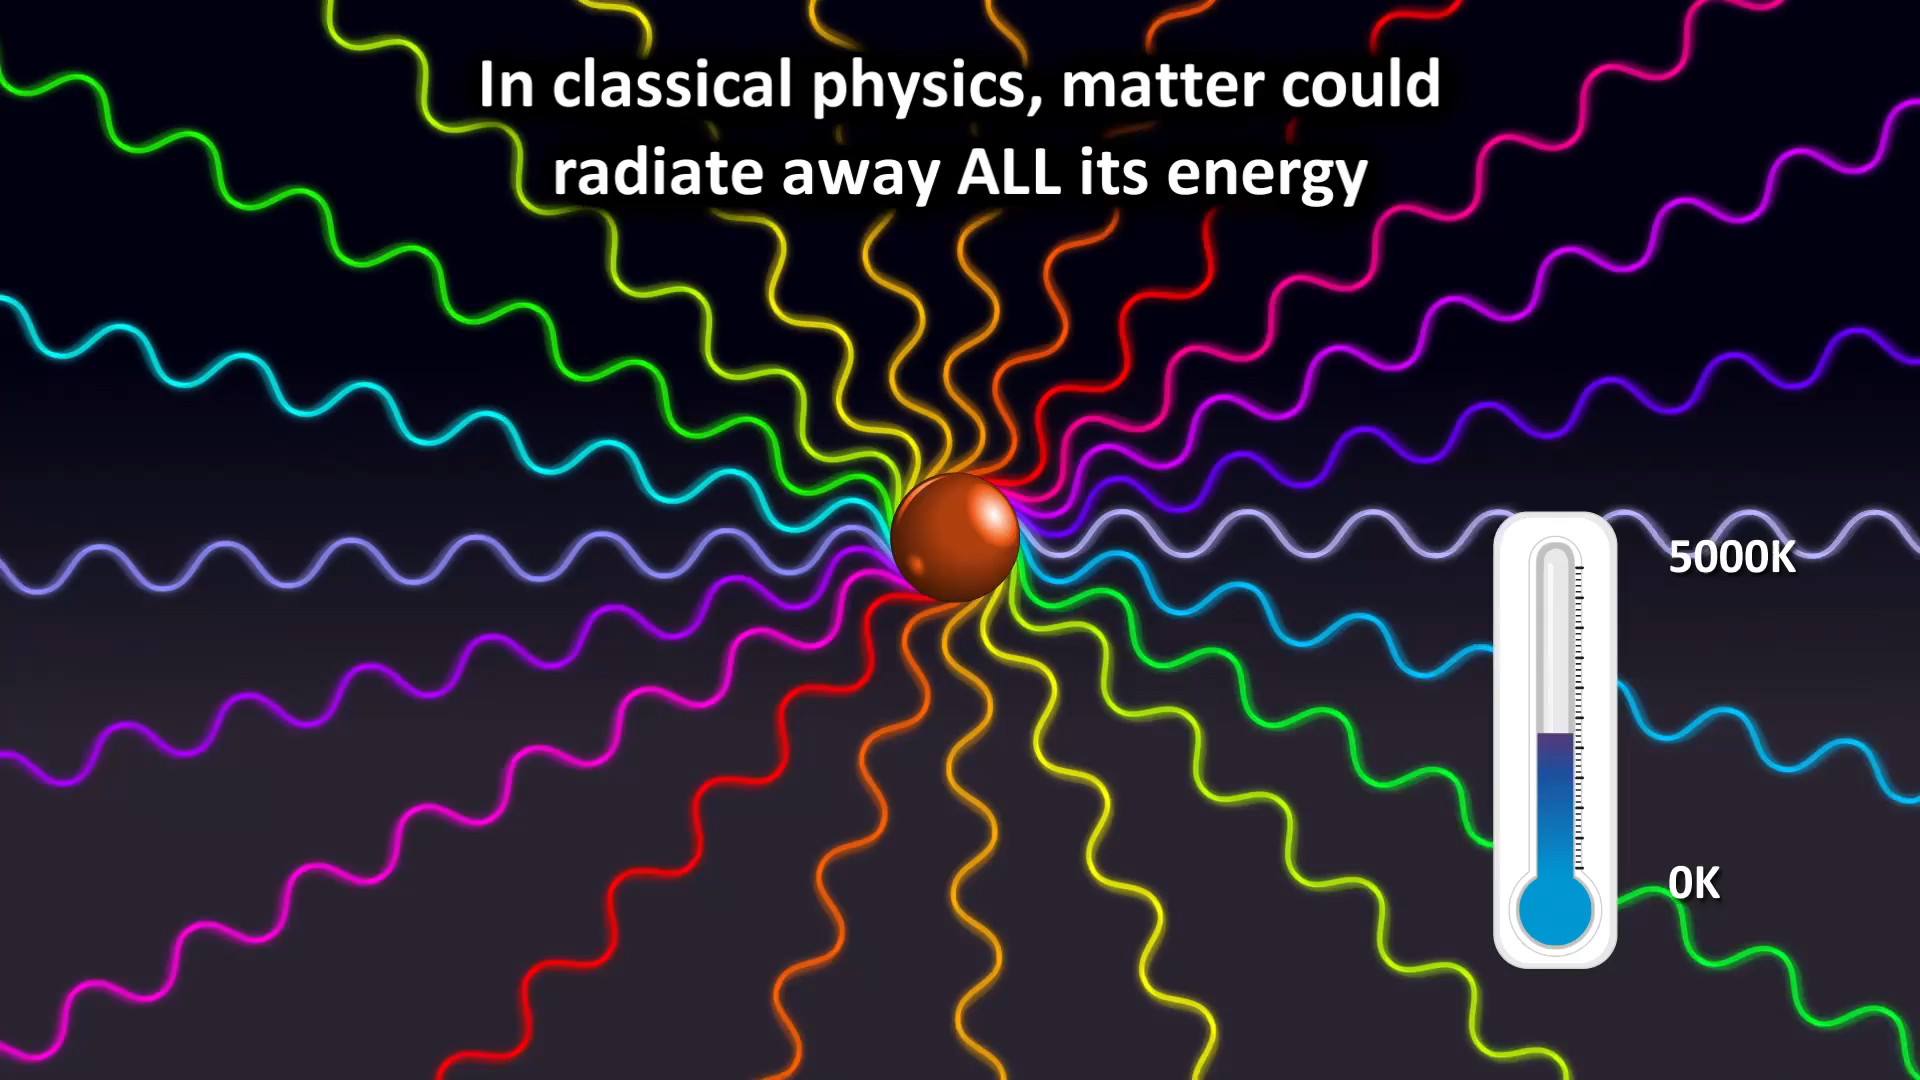 In classical physics, matter could
radiate away ALL its energy
5000K
0K